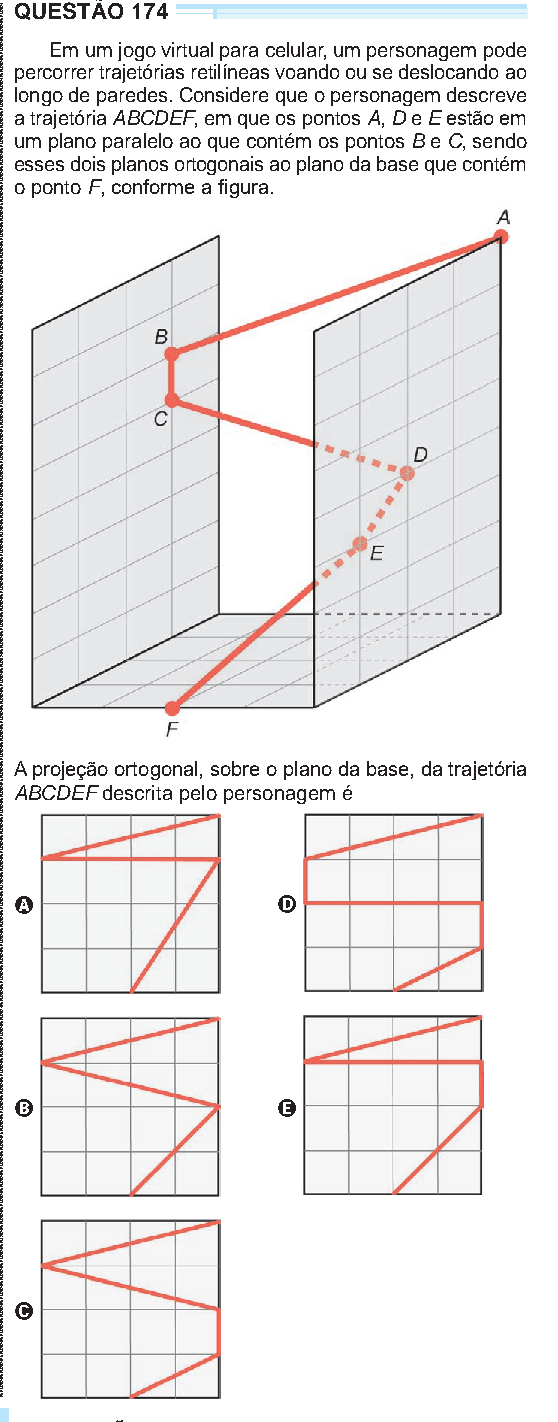 QUESTÃO 174
Em um jogo virtual para celular, um personagem pode
percorrer trajetórias retilíneas voando ou se deslocando ao
longo de paredes. Considere que o personagem descreve
a trajetória ABCDEF, em que os pontos A, D e E estão em
um plano paralelo ao que contém os pontos B e C, sendo
esses dois planos ortogonais ao plano da base que contém
o ponto F, conforme a figura.
A
B
C
D
E
F
A projeção ortogonal, sobre o plano da base, da trajetória
ABCDEF descrita pelo personagem é
A
D
B
E
C